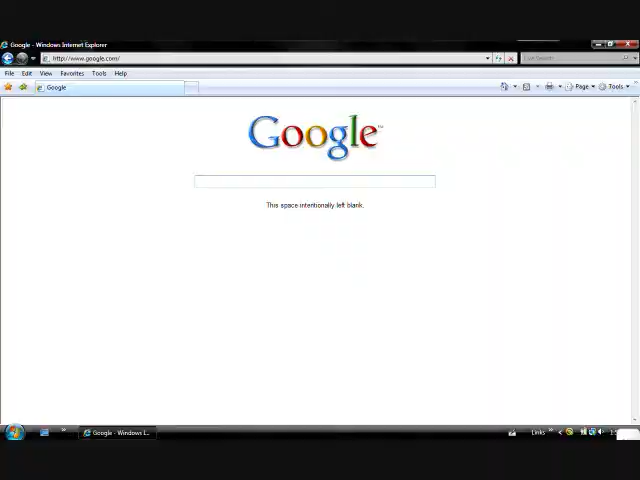 Google - Windows Internet Explorer
http://www.google.com/
Live Search
File Edit View Favorites Tools Help
Google
Page Tools
Google™
This space intentionally left blank.
Google - Windows I...
Links